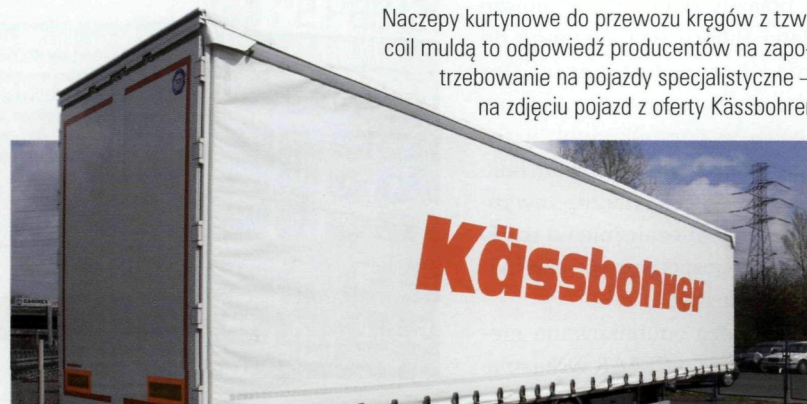 Naczepy kurtynowe do przewozu kręgów z tzw
coil muldą to odpowiedź producentów na zapo
trzebowanie na pojazdy specjalistyczne –
na zdjęciu pojazd z oferty Kässbohrer
Kässbohrer